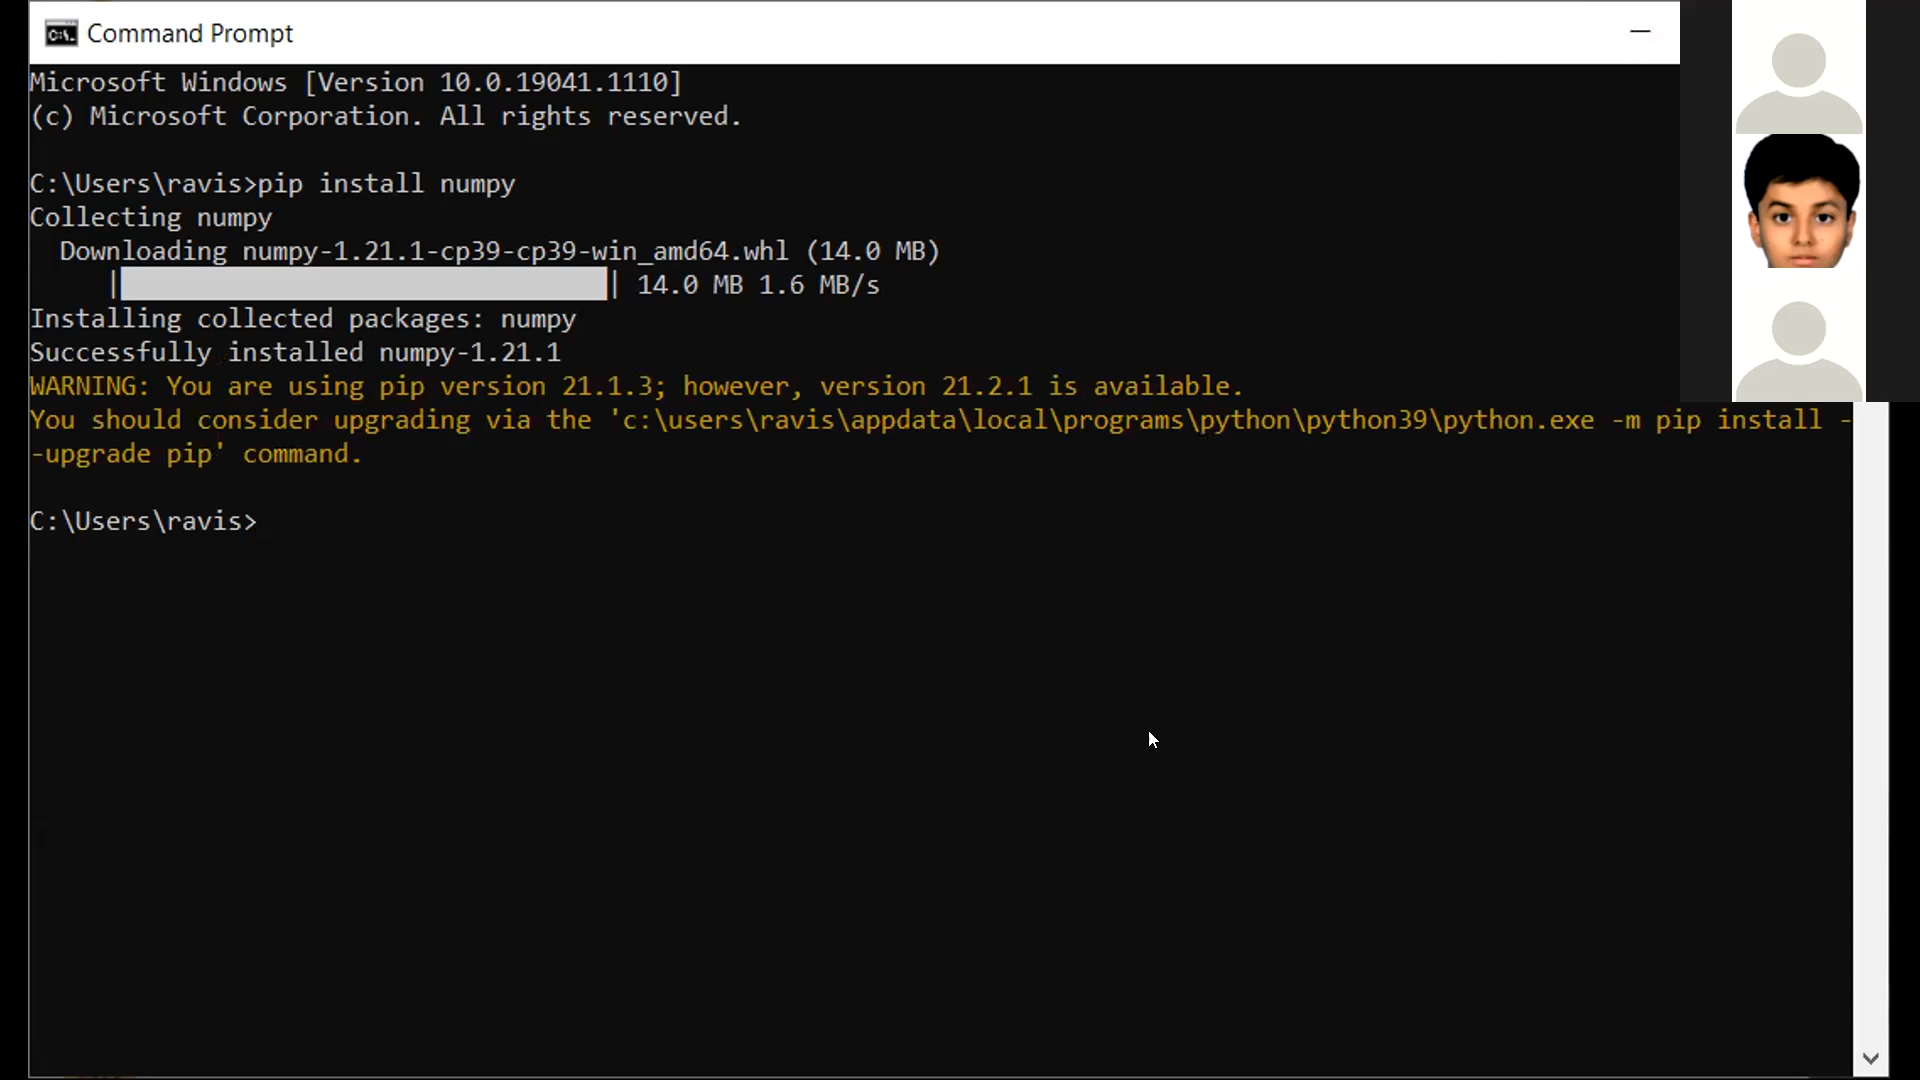 Command Prompt
Microsoft Windows [Version 10.0.19041.1110]
(c) Microsoft Corporation. All rights reserved.
C:\Users\ravis>pip install numpy
Collecting numpy
  Downloading numpy-1.21.1-cp39-cp39-win_amd64.whl (14.0 MB)
     || 14.0 MB 1.6 MB/s
Installing collected packages: numpy
Successfully installed numpy-1.21.1
WARNING: You are using pip version 21.1.3; however, version 21.2.1 is available.
You should consider upgrading via the 'c:\users\ravis\appdata\local\programs\python\python39\python.exe -m pip install -
-upgrade pip' command.
C:\Users\ravis>